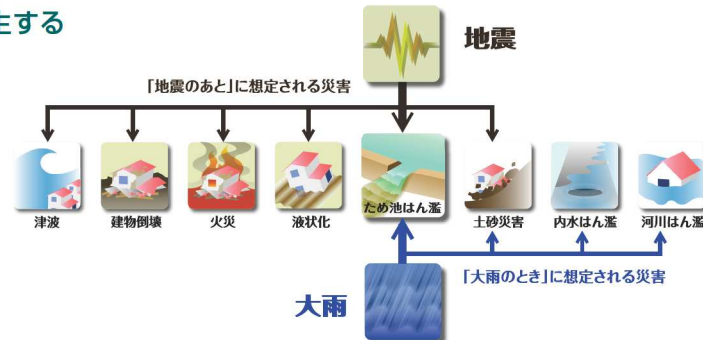 生する
地震
「地震のあと」に想定される災害
津波
建物倒壊
火災
液状化
ため池はん濫
土砂災害
内水はん濫
河川はん濫
「大雨のとき」に想定される災害
大雨